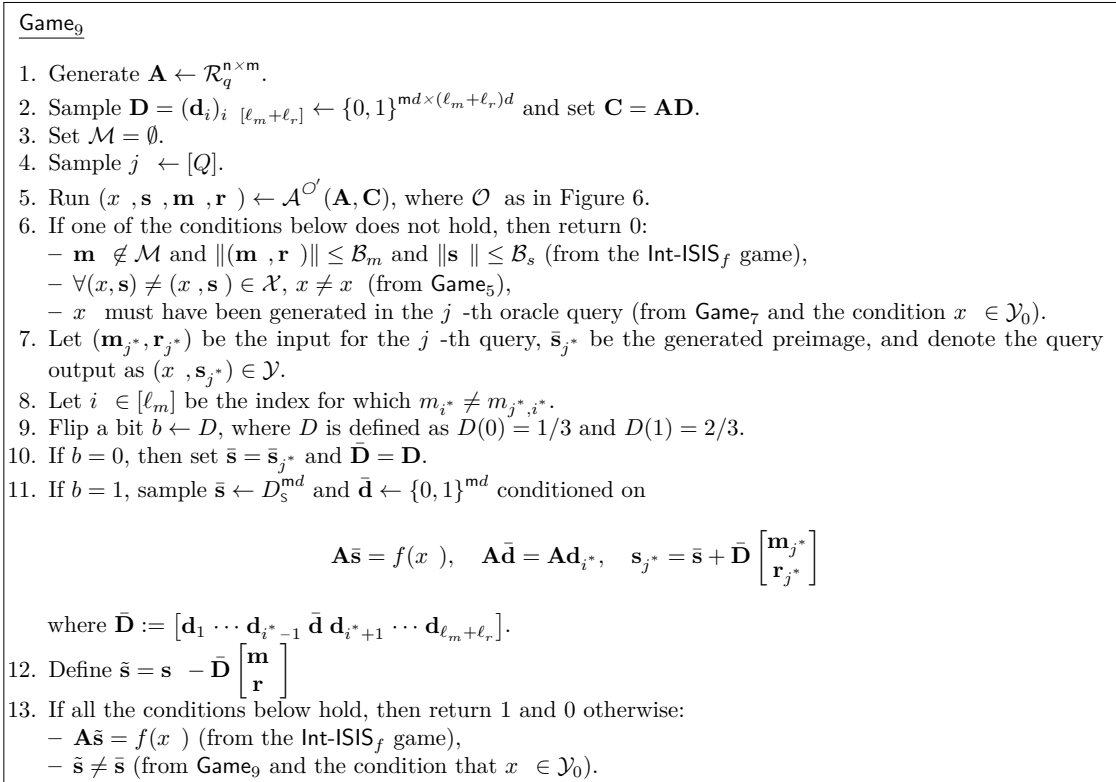 Game₉
1. Generate A ← R_q^{n×m}.
2. Sample D = (d_i)_{i [ℓ_m+ℓ_r]} ← {0, 1}^{md×(ℓ_m+ℓ_r)d} and set C = AD.
3. Set M = ∅.
4. Sample j ← [Q].
5. Run (x , s , m , r ) ← A^{O′}(A, C), where O as in Figure 6.
6. If one of the conditions below does not hold, then return 0:
– m ∉ M and ∥(m , r )∥ ≤ B_m and ∥s ∥ ≤ B_s (from the Int-ISIS_f game),
– ∀(x, s) ≠ (x , s ) ∈ X, x ≠ x (from Game₅),
– x must have been generated in the j -th oracle query (from Game₇ and the condition x ∈ Y₀).
7. Let (m_{j*}, r_{j*}) be the input for the j -th query, s̄_{j*} be the generated preimage, and denote the query
output as (x , s_{j*}) ∈ Y.
8. Let i ∈ [ℓ_m] be the index for which m_{i*} ≠ m_{j*,i*}.
9. Flip a bit b ← D, where D is defined as D(0) = 1/3 and D(1) = 2/3.
10. If b = 0, then set s̄ = s̄_{j*} and D̄ = D.
11. If b = 1, sample s̄ ← D_s^{md} and d̄ ← {0, 1}^{md} conditioned on
As̄ = f(x ), Ad̄ = Ad_{i*}, s_{j*} = s̄ + D̄ [m_{j*} r_{j*}]
where D̄ := [d₁ ⋯ d_{i*−1} d̄ d_{i*+1} ⋯ d_{ℓ_m+ℓ_r}].
12. Define s̃ = s − D̄ [m r]
13. If all the conditions below hold, then return 1 and 0 otherwise:
– As̃ = f(x ) (from the Int-ISIS_f game),
– s̃ ≠ s̄ (from Game₉ and the condition that x ∈ Y₀).